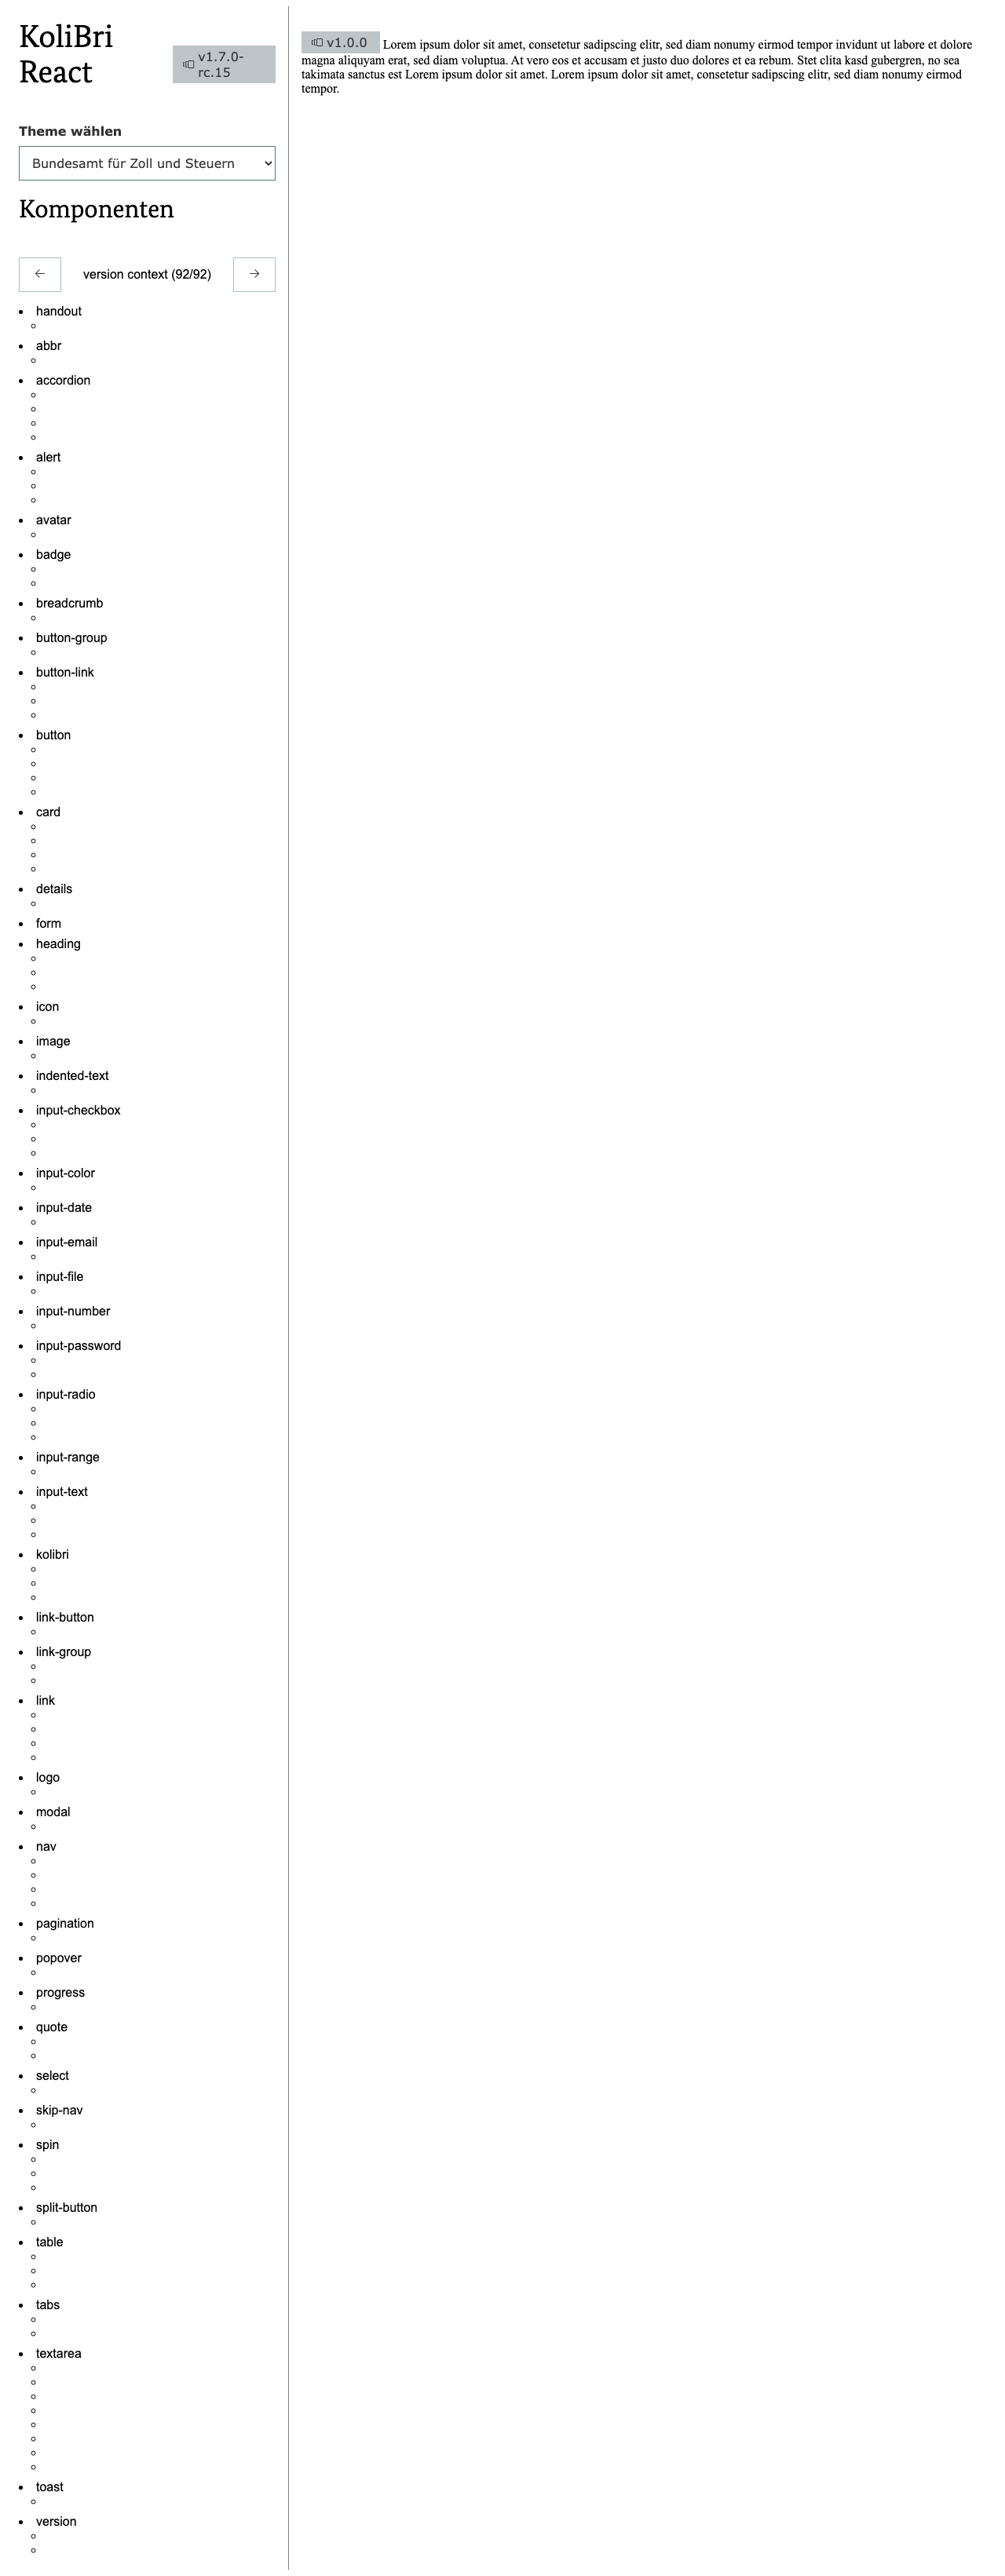 KoliBri
React
v1.7.0-
rc.15
Theme wählen
Bundesamt für Zoll und Steuern
Komponenten
version context (92/92)
handout
abbr
accordion
alert
avatar
badge
breadcrumb
button-group
button-link
button
card
details
form
heading
icon
image
indented-text
input-checkbox
input-color
input-date
input-email
input-file
input-number
input-password
input-radio
input-range
input-text
kolibri
link-button
link-group
link
logo
modal
nav
pagination
popover
progress
quote
select
skip-nav
spin
split-button
table
tabs
textarea
toast
version
v1.0.0 Lorem ipsum dolor sit amet, consetetur sadipscing elitr, sed diam nonumy eirmod tempor invidunt ut labore et dolore
magna aliquyam erat, sed diam voluptua. At vero eos et accusam et justo duo dolores et ea rebum. Stet clita kasd gubergren, no sea
takimata sanctus est Lorem ipsum dolor sit amet. Lorem ipsum dolor sit amet, consetetur sadipscing elitr, sed diam nonumy eirmod
tempor.